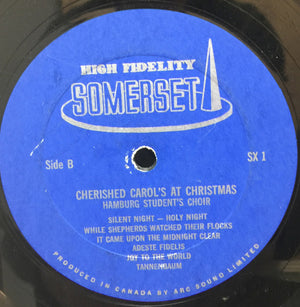 HIGH FIDELITY
SOMERSET
Side B
SX 1
CHERISHED CAROL'S AT CHRISTMAS
HAMBURG STUDENT'S CHOIR
SILENT NIGHT — HOLY NIGHT
WHILE SHEPHERDS WATCHED THEIR FLOCKS
IT CAME UPON THE MIDNIGHT CLEAR
ADESTE FIDELIS
JOY TO THE WORLD
TANNENBAUM
PRODUCED IN CANADA BY ARC SOUND LIMITED